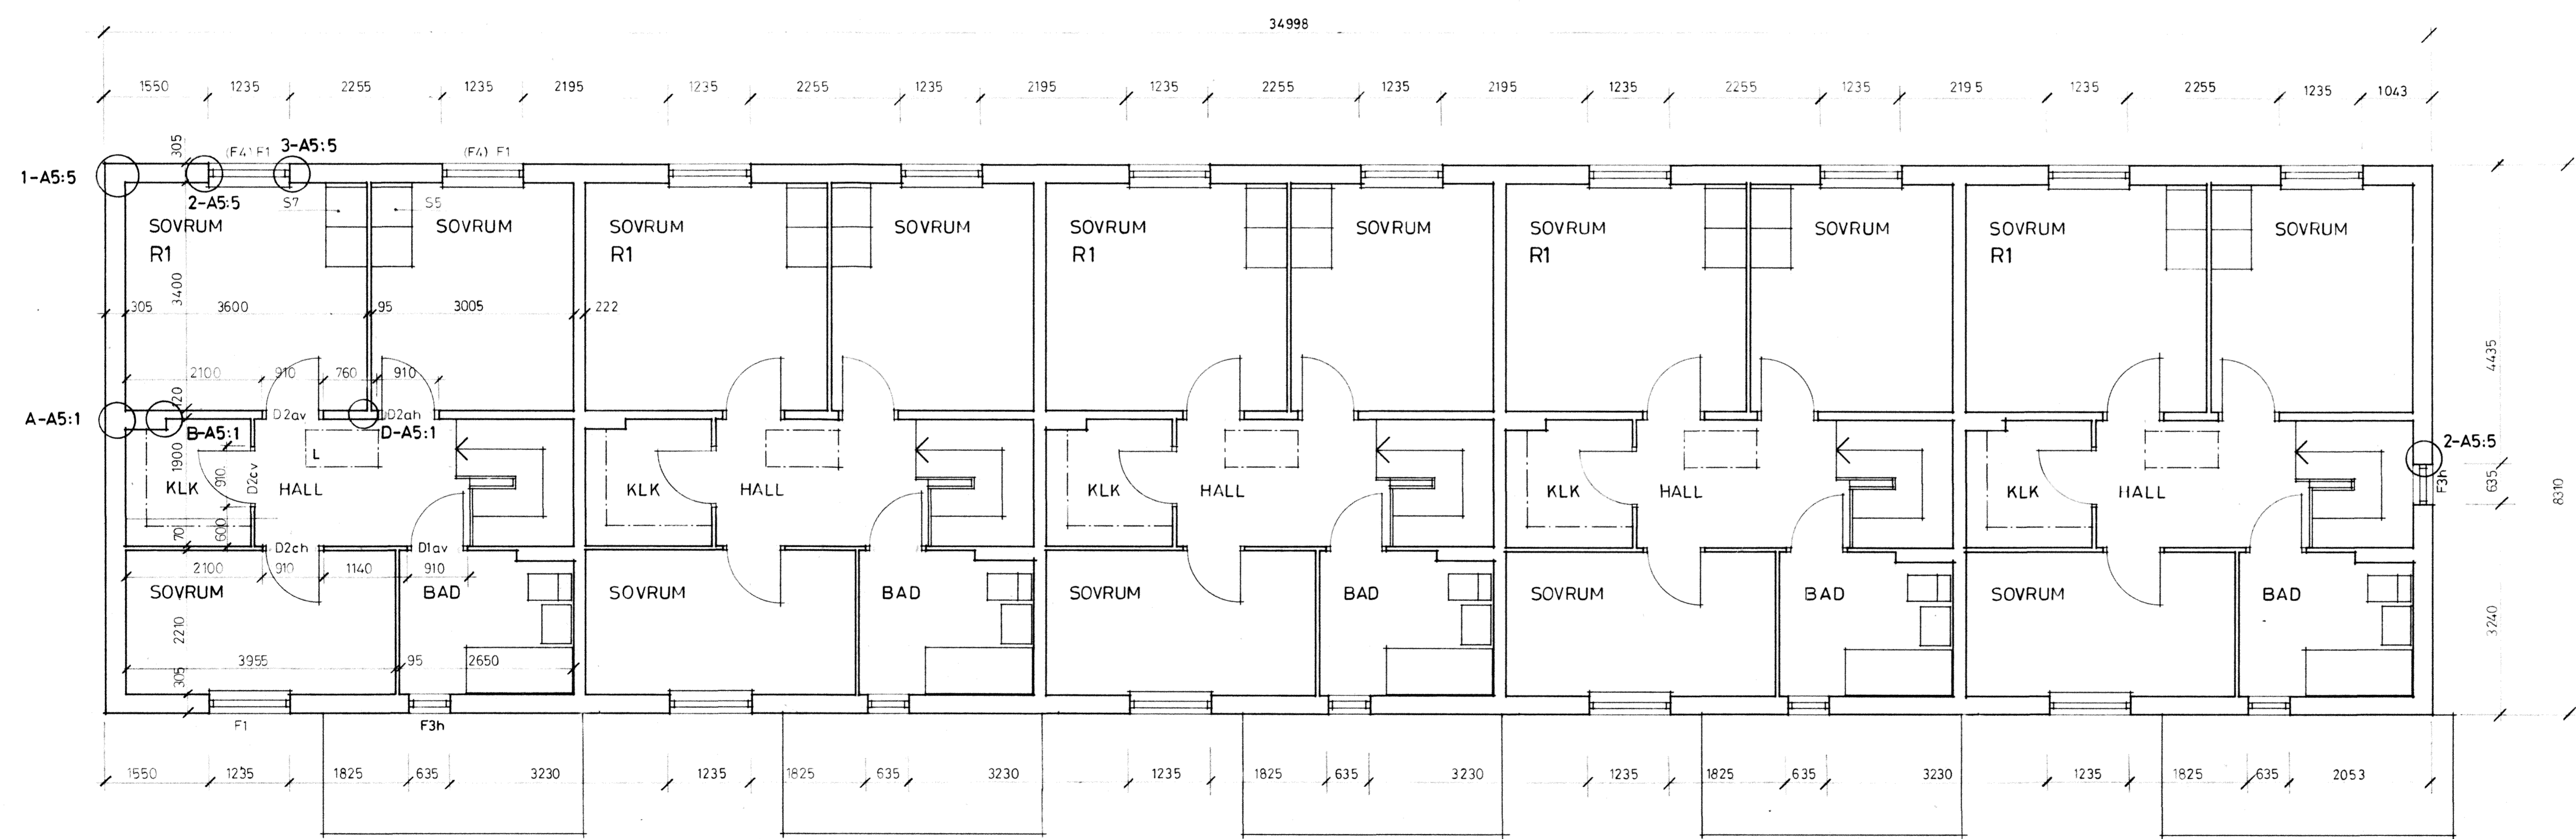 34998
1550 1235 2255 1235 2195 1235 2255 1235 2195 1235 2255 1235 2195 1235 2255 1235 2195 1235 2255 1235 1043
305 (F4) F1 3-A5:5 (F4) F1
1-A5:5
2-A5:5 S7 S5
SOVRUM SOVRUM SOVRUM SOVRUM SOVRUM SOVRUM SOVRUM SOVRUM SOVRUM SOVRUM
R1 R1 R1 R1 R1
3400
305 3600 95 3005 222
4435
2100 910 760 910
120
A-A5:1 D2av D2ah
B-A5:1 D-A5:1
2-A5:5
1900 910 D2cv L
F3h 635 8310
KLK HALL KLK HALL KLK HALL KLK HALL KLK HALL
70 600
D2ch D1av
2100 910 1140 910
SOVRUM BAD SOVRUM BAD SOVRUM BAD SOVRUM BAD SOVRUM BAD
2210 3240
3955 95 2650
305
F1 F3h
1550 1235 1825 635 3230 1235 1825 635 3230 1235 1825 635 3230 1235 1825 635 3230 1235 1825 635 2053